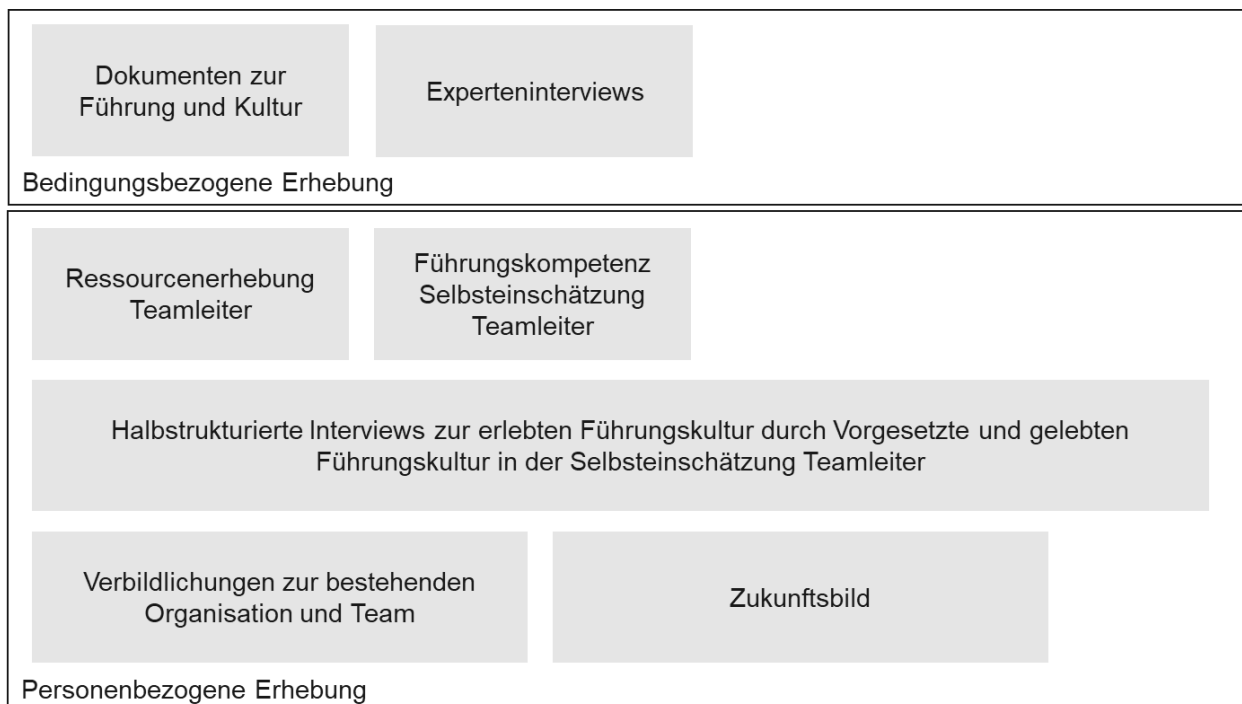 Dokumenten zur
Führung und Kultur
Experteninterviews
Bedingungsbezogene Erhebung
Ressourcenerhebung
Teamleiter
Führungskompetenz
Selbsteinschätzung
Teamleiter
Halbstrukturierte Interviews zur erlebten Führungskultur durch Vorgesetzte und gelebten
Führungskultur in der Selbsteinschätzung Teamleiter
Verbildlichungen zur bestehenden
Organisation und Team
Zukunftsbild
Personenbezogene Erhebung